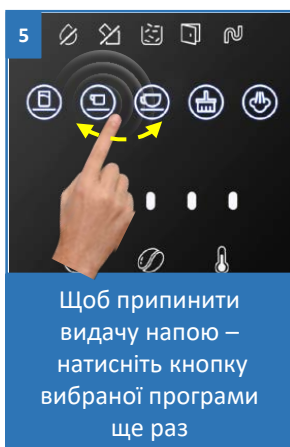 5
Щоб припинити
видачу напою –
натисніть кнопку
вибраної програми
ще раз